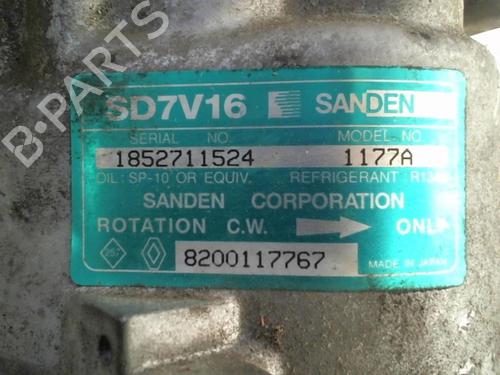 SD7V16 SANDEN
SERIAL NO. MODEL NO.
1852711524 1177A
OIL: SP-10 OR EQUIV. REFRIGERANT: R134a
SANDEN CORPORATION
ROTATION C.W. ONLY
8200117767
MADE IN JAPAN
B-PARTS